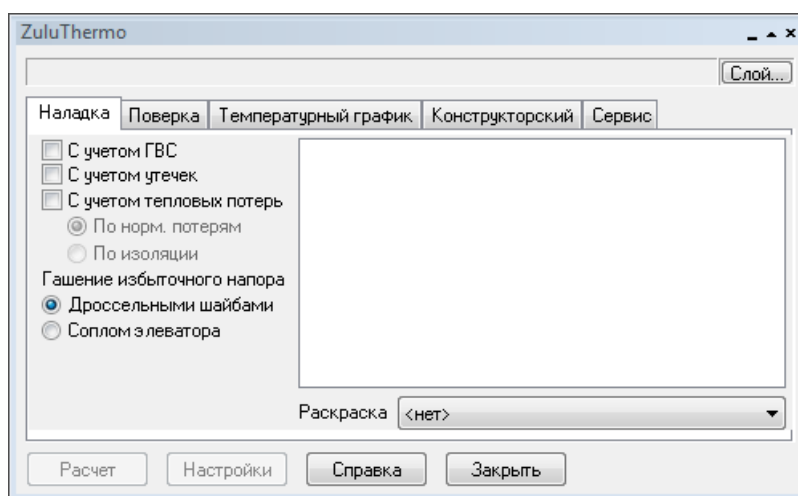 ZuluThermo
Слой...
Наладка Поверка Температурный график Конструкторский Сервис
С учетом ГВС
С учетом утечек
С учетом тепловых потерь
По норм. потерям
По изоляции
Гашение избыточного напора
Дроссельными шайбами
Соплом элеватора
Раскраска <нет>
Расчет Настройки Справка Закрыть